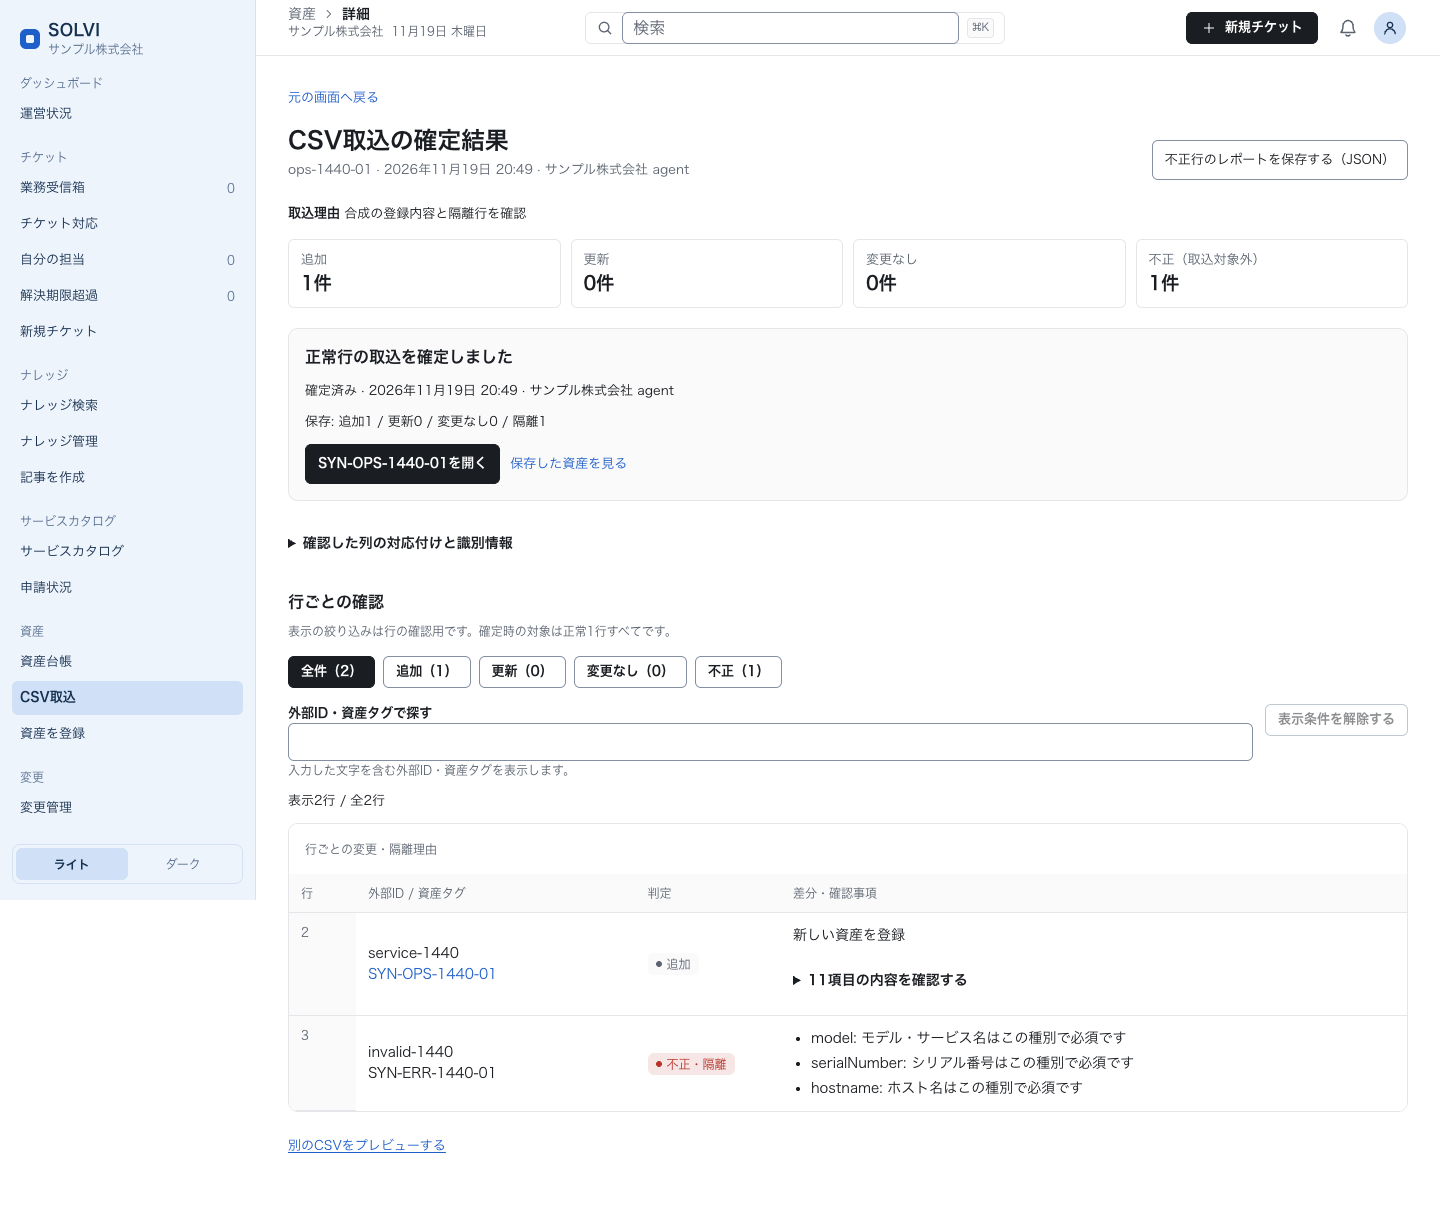 SOLVI
サンプル株式会社
ダッシュボード
運営状況
チケット
業務受信箱 0
チケット対応
自分の担当 0
解決期限超過 0
新規チケット
ナレッジ
ナレッジ検索
ナレッジ管理
記事を作成
サービスカタログ
サービスカタログ
申請状況
資産
資産台帳
CSV取込
資産を登録
変更
変更管理
ライト ダーク
資産 › 詳細
サンプル株式会社 11月19日 木曜日
検索 ⌘K
+ 新規チケット
元の画面へ戻る
CSV取込の確定結果
ops-1440-01 · 2026年11月19日 20:49 · サンプル株式会社 agent
不正行のレポートを保存する（JSON）
取込理由 合成の登録内容と隔離行を確認
追加
1件
更新
0件
変更なし
0件
不正（取込対象外）
1件
正常行の取込を確定しました
確定済み · 2026年11月19日 20:49 · サンプル株式会社 agent
保存: 追加1 / 更新0 / 変更なし0 / 隔離1
SYN-OPS-1440-01を開く 保存した資産を見る
▶ 確認した列の対応付けと識別情報
行ごとの確認
表示の絞り込みは行の確認用です。確定時の対象は正常1行すべてです。
全件（2） 追加（1） 更新（0） 変更なし（0） 不正（1）
外部ID・資産タグで探す
表示条件を解除する
入力した文字を含む外部ID・資産タグを表示します。
表示2行 / 全2行
行ごとの変更・隔離理由
行 外部ID / 資産タグ 判定 差分・確認事項
2
service-1440
SYN-OPS-1440-01
追加
新しい資産を登録
▶ 11項目の内容を確認する
3
invalid-1440
SYN-ERR-1440-01
不正・隔離
• model: モデル・サービス名はこの種別で必須です
• serialNumber: シリアル番号はこの種別で必須です
• hostname: ホスト名はこの種別で必須です
別のCSVをプレビューする